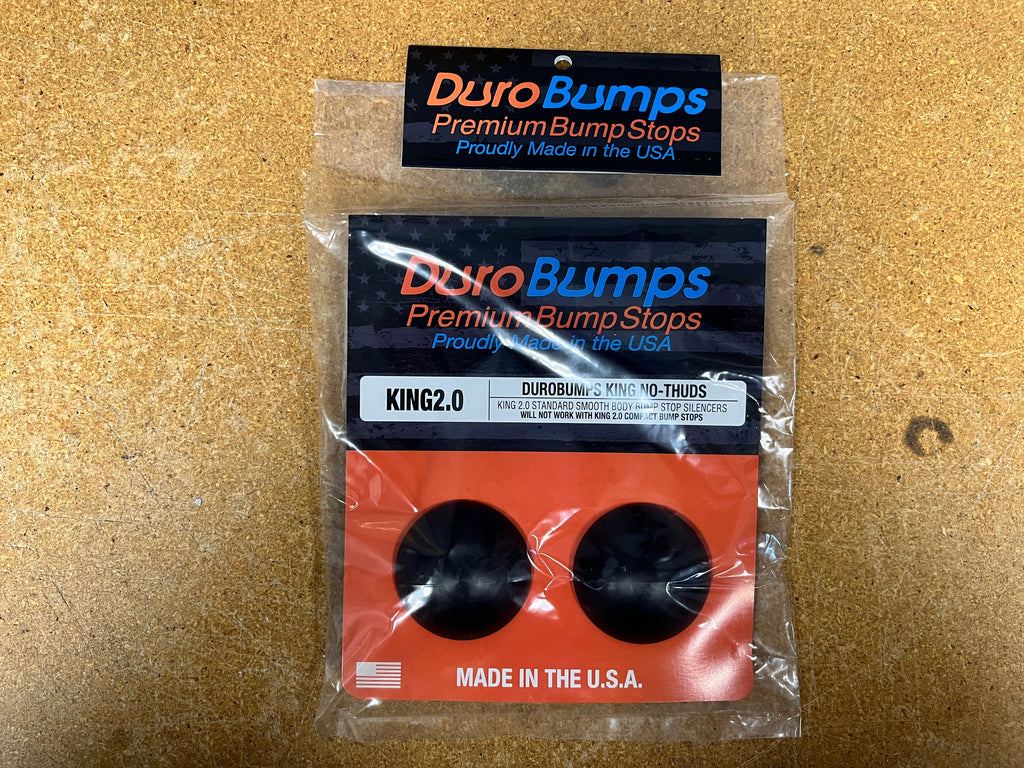 DuroBumps
Premium Bump Stops
Proudly Made in the USA
DuroBumps
Premium Bump Stops
Proudly Made in the USA
KING2.0
DUROBUMPS KING NO-THUDS
KING 2.0 STANDARD SMOOTH BODY BUMP STOP SILENCERS
WILL NOT WORK WITH KING 2.0 COMPACT BUMP STOPS
MADE IN THE U.S.A.